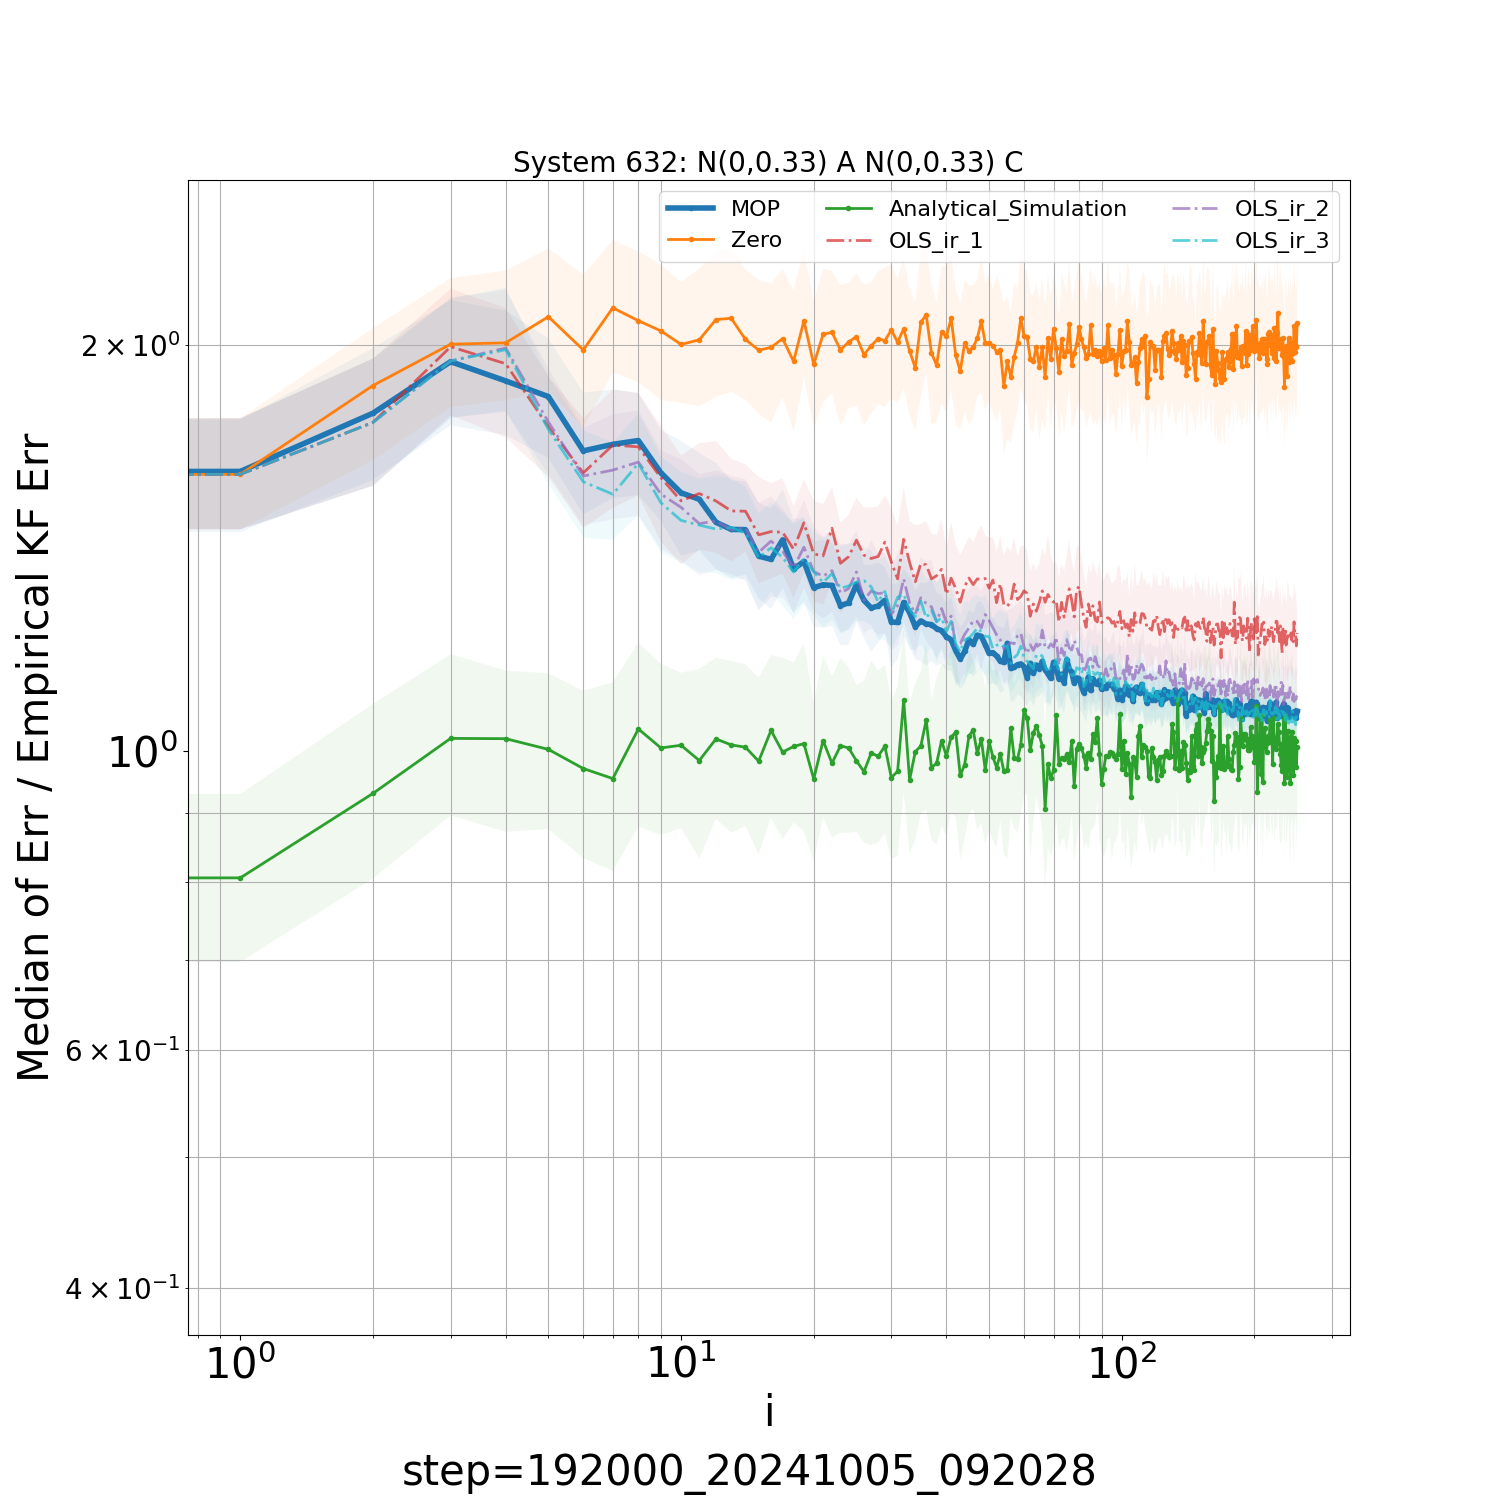 System 632: N(0,0.33) A N(0,0.33) C
MOP
Zero
Analytical_Simulation
OLS_ir_1
OLS_ir_2
OLS_ir_3
Median of Err / Empirical KF Err
2 × 10⁰
10⁰
6 × 10⁻¹
4 × 10⁻¹
10⁰ 10¹ 10²
i
step=192000_20241005_092028